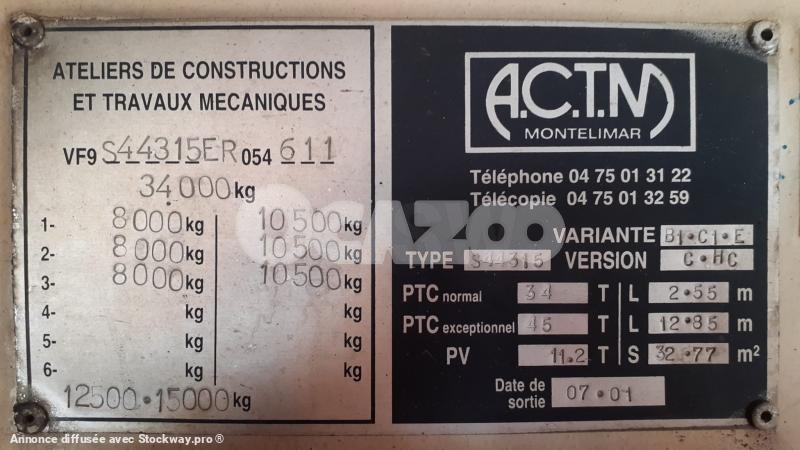 ATELIERS DE CONSTRUCTIONS
ET TRAVAUX MECANIQUES
VF9 S44315ER 054 611
34000 kg
1- 8000 kg 10500 kg
2- 8000 kg 10500 kg
3- 8000 kg 10500 kg
4- kg kg
5- kg kg
6- kg kg
12500•15000 kg
A.C.T.M
MONTELIMAR
Téléphone 04 75 01 31 22
Télécopie 04 75 01 32 59
VARIANTE B1•C1•E
TYPE S44315 VERSION C•HC
PTC normal 34 T L 2•55 m
PTC exceptionnel 45 T L 12•85 m
PV 11.2 T S 32•77 m²
Date de
sortie 07•01
CAZOO
Annonce diffusée avec Stockway.pro ®